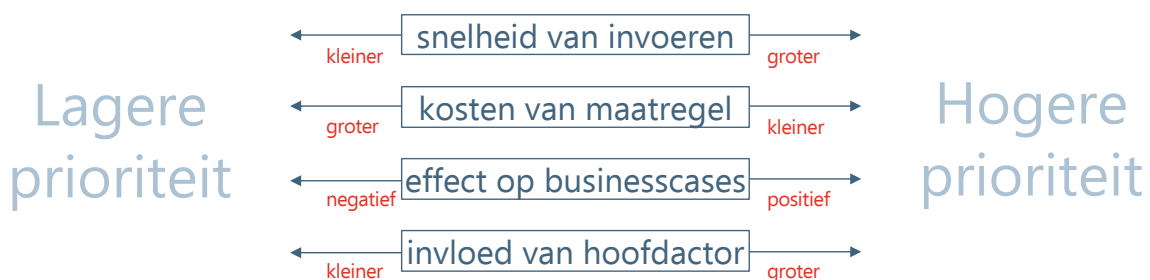 snelheid van invoeren
kleiner
groter
Lagere
prioriteit
kosten van maatregel
groter
kleiner
Hogere
prioriteit
effect op businesscases
negatief
positief
invloed van hoofdactor
kleiner
groter